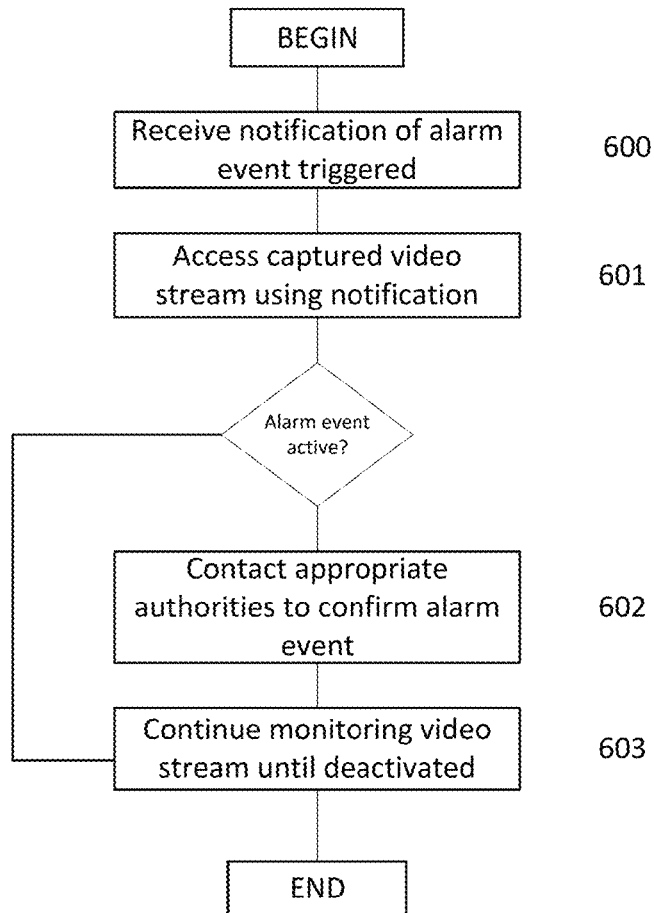 BEGIN
Receive notification of alarm
event triggered
600
Access captured video
stream using notification
601
Alarm event
active?
Contact appropriate
authorities to confirm alarm
event
602
Continue monitoring video
stream until deactivated
603
END